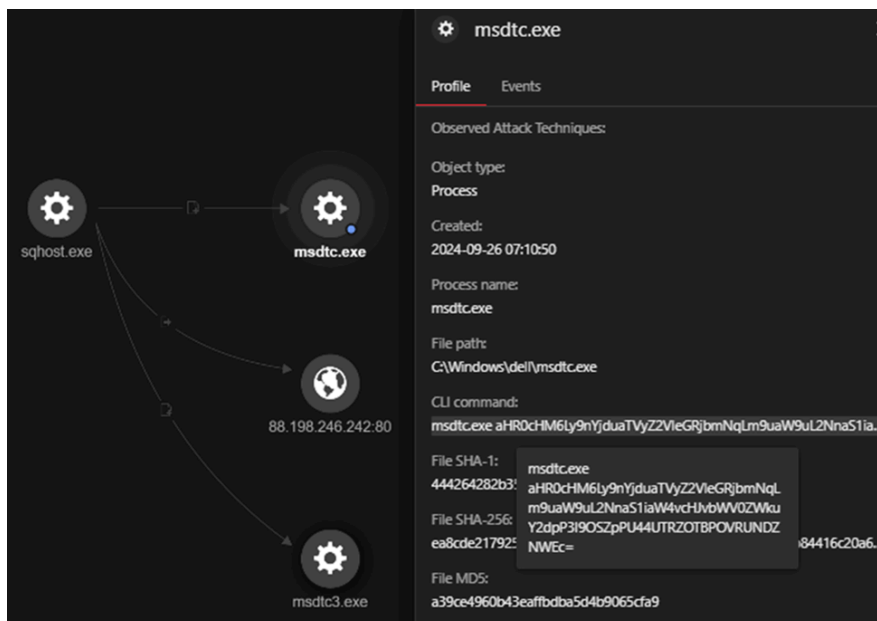 msdtc.exe
Profile Events
Observed Attack Techniques:
Object type:
Process
Created:
2024-09-26 07:10:50
Process name:
msdtc.exe
File path:
C:\Windows\dell\msdtc.exe
CLI command:
msdtc.exe aHR0cHM6Ly9nYjduaTVyZ2VleGRjbmNqLm9uaW9uL2NnaS1ia...
File SHA-1:
444264282b3
msdtc.exe
aHR0cHM6Ly9nYjduaTVyZ2VleGRjbmNqL
m9uaW9uL2NnaS1iaW4vcHJvbWV0ZWku
Y2dpP3I9OSZpPU44UTRZOTBPOVRUNDZ
NWEc=
File SHA-256:
ea8cde217925
b84416c20a6...
File MD5:
a39ce4960b43eaffbdba5d4b9065cfa9
sqhost.exe
msdtc.exe
88.198.246.242:80
msdtc3.exe